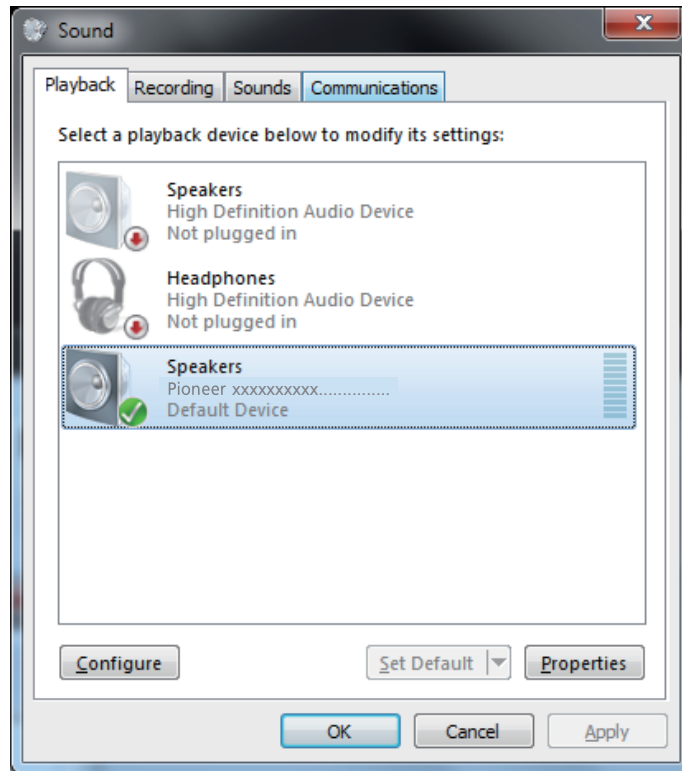 Sound
Playback Recording Sounds Communications
Select a playback device below to modify its settings:
Speakers
High Definition Audio Device
Not plugged in
Headphones
High Definition Audio Device
Not plugged in
Speakers
Pioneer xxxxxxxxxx...............
Default Device
Configure Set Default Properties
OK Cancel Apply